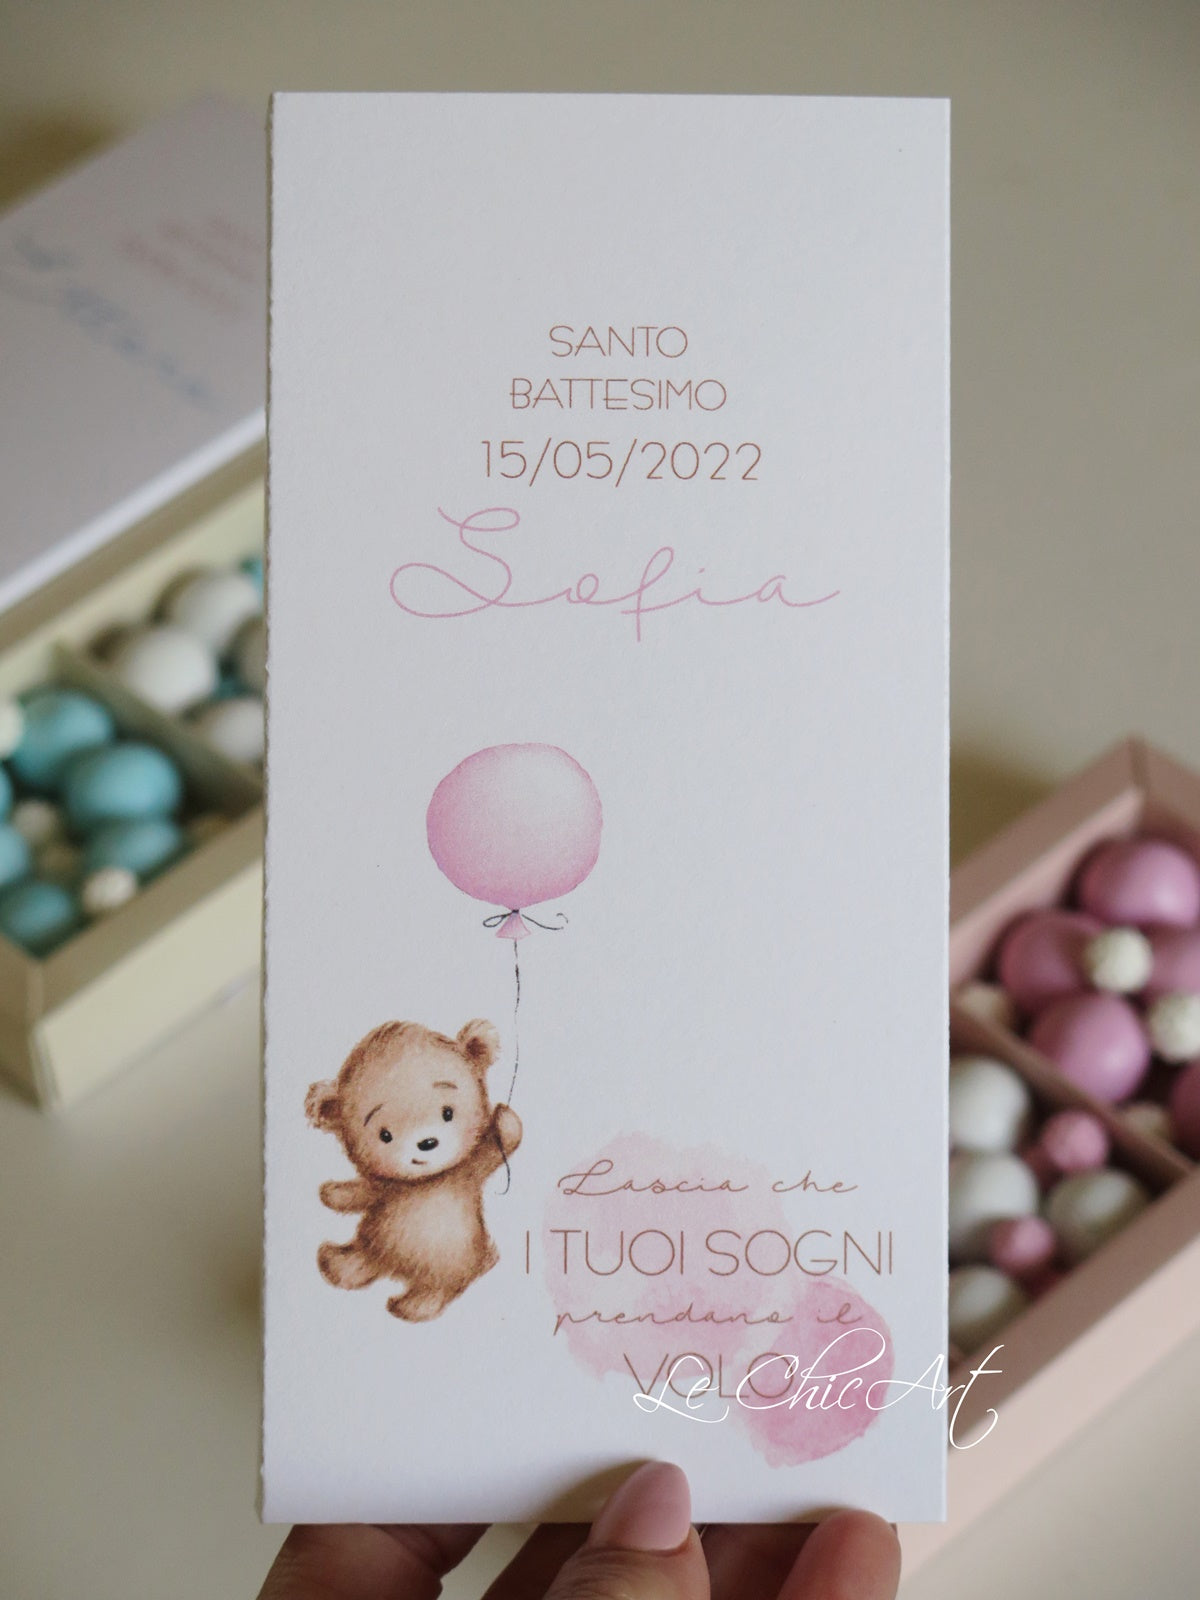 SANTO
BATTESIMO
15/05/2022
Sofia
Lascia che
I TUOI SOGNI
prendano il
VOLO
Le Chic Art